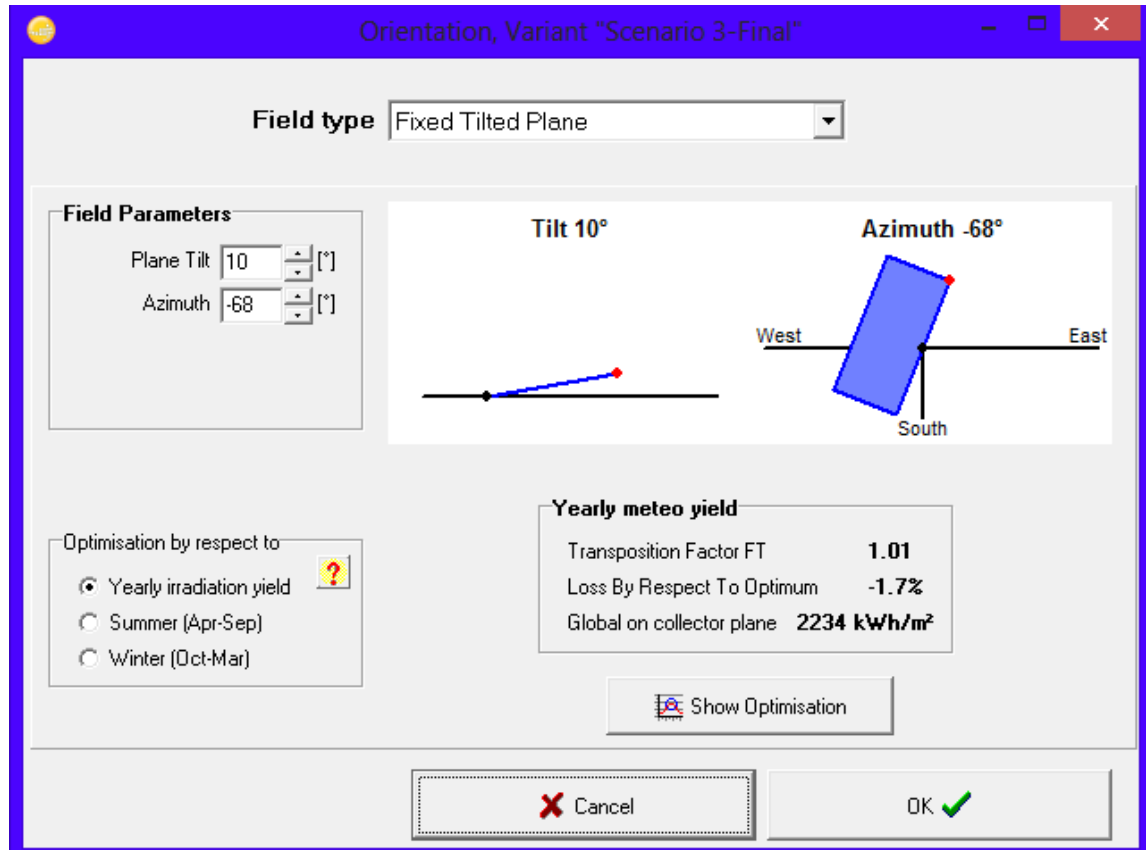 Orientation, Variant "Scenario 3-Final"
Field type Fixed Tilted Plane
Field Parameters
Plane Tilt 10 [°]
Azimuth -68 [°]
Tilt 10°
Azimuth -68°
West
East
South
Optimisation by respect to
?
Yearly irradiation yield
Summer (Apr-Sep)
Winter (Oct-Mar)
Yearly meteo yield
Transposition Factor FT 1.01
Loss By Respect To Optimum -1.7%
Global on collector plane 2234 kWh/m²
Show Optimisation
Cancel
OK